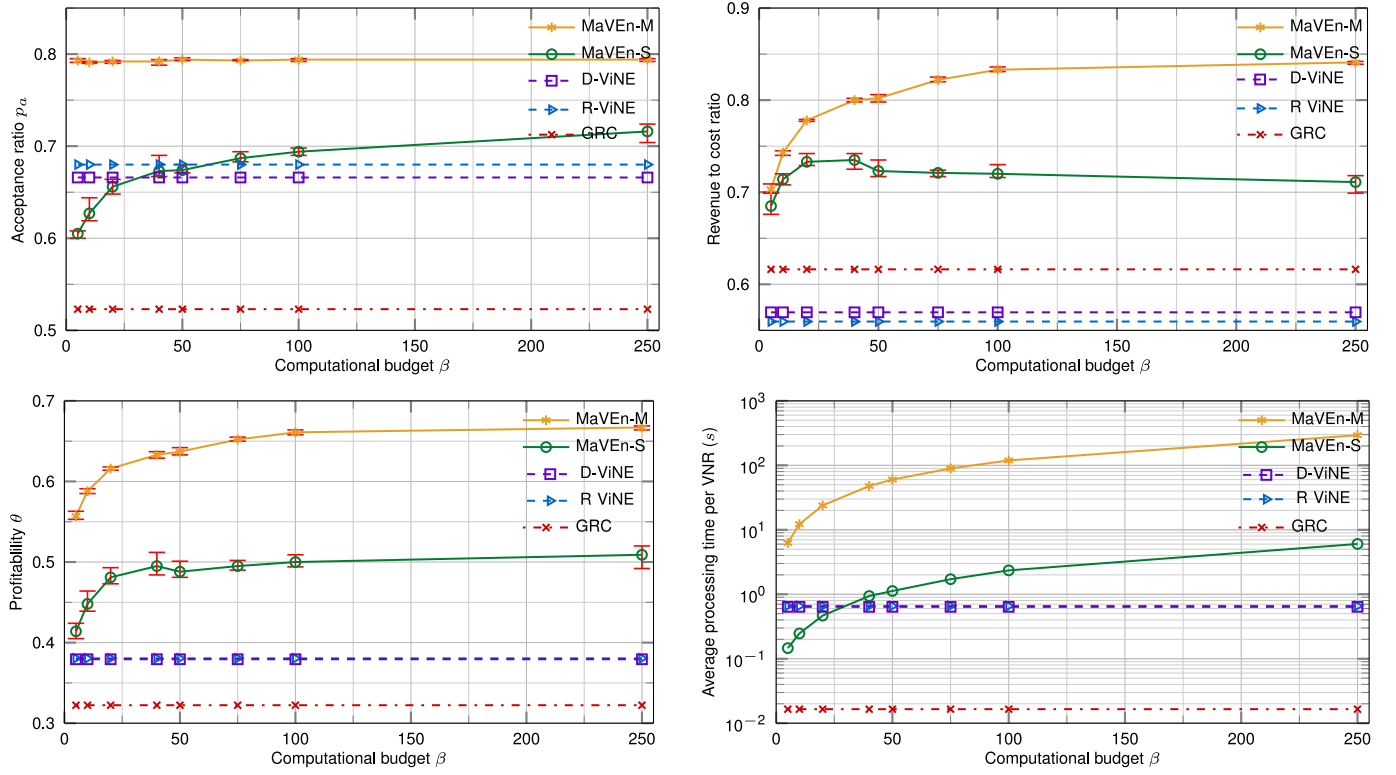 0.8
0.7
0.6
0.5
Acceptance ratio pₐ
0 50 100 150 200 250
Computational budget β
MaVEn-M
MaVEn-S
D-ViNE
R-ViNE
GRC
0.9
0.8
0.7
0.6
Revenue to cost ratio
0 50 100 150 200 250
Computational budget β
MaVEn-M
MaVEn-S
D-ViNE
R ViNE
GRC
0.7
0.6
0.5
0.4
0.3
Profitability θ
0 50 100 150 200 250
Computational budget β
MaVEn-M
MaVEn-S
D-ViNE
R ViNE
GRC
10³
10²
10¹
10⁰
10⁻¹
10⁻²
Average processing time per VNR (s)
0 50 100 150 200 250
Computational budget β
MaVEn-M
MaVEn-S
D-ViNE
R ViNE
GRC